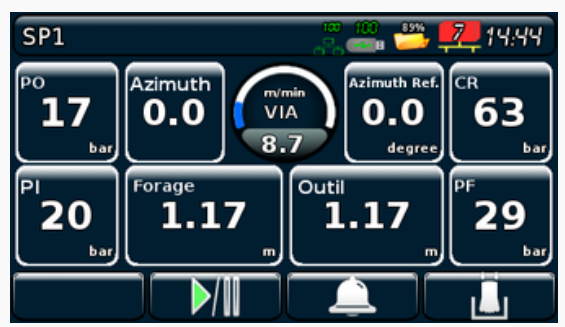 SP1 100 100 89% 7 14:44
PO Azimuth m/min Azimuth Ref. CR
17 0.0 VIA 0.0 63
bar 8.7 degree bar
PI Forage Outil PF
20 1.17 1.17 29
bar m m bar